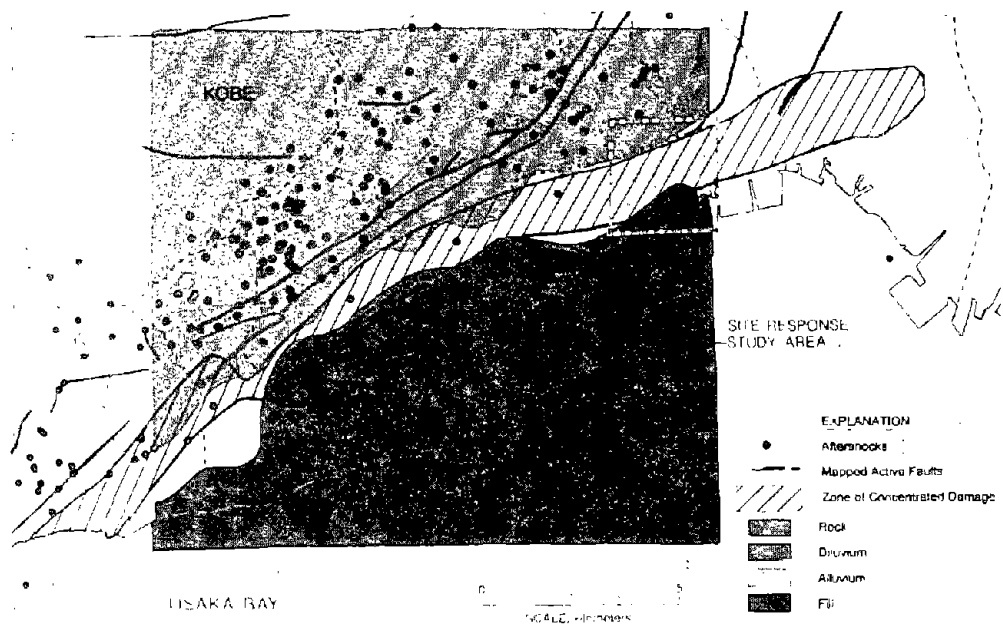 KOBE
SITE RESPONSE
STUDY AREA
EXPLANATION
Aftershocks
Mapped Active Faults
Zone of Concentrated Damage
Rock
Diluvium
Alluvium
Fill
OSAKA BAY
0 5
SCALE, Kilometers